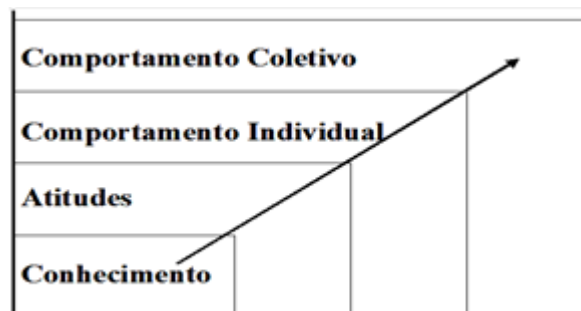 Comportamento Coletivo
Comportamento Individual
Atitudes
Conhecimento